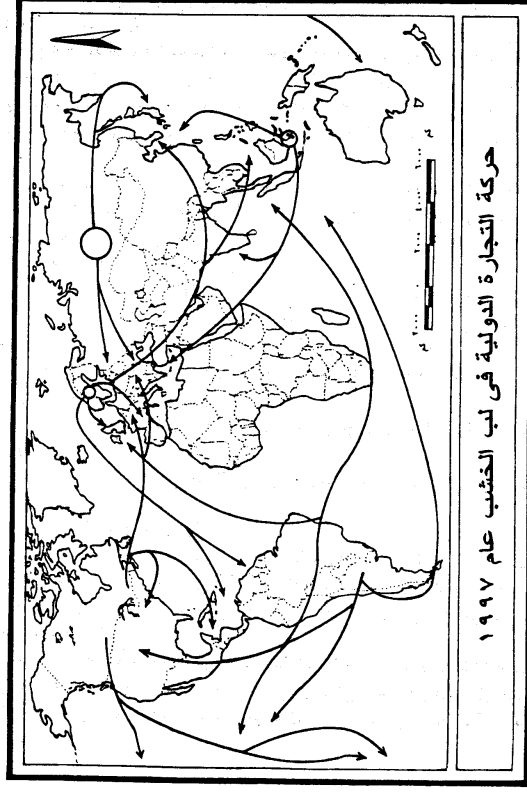 حركة التجارة الدولية فى لب الخشب عام ١٩٩٧